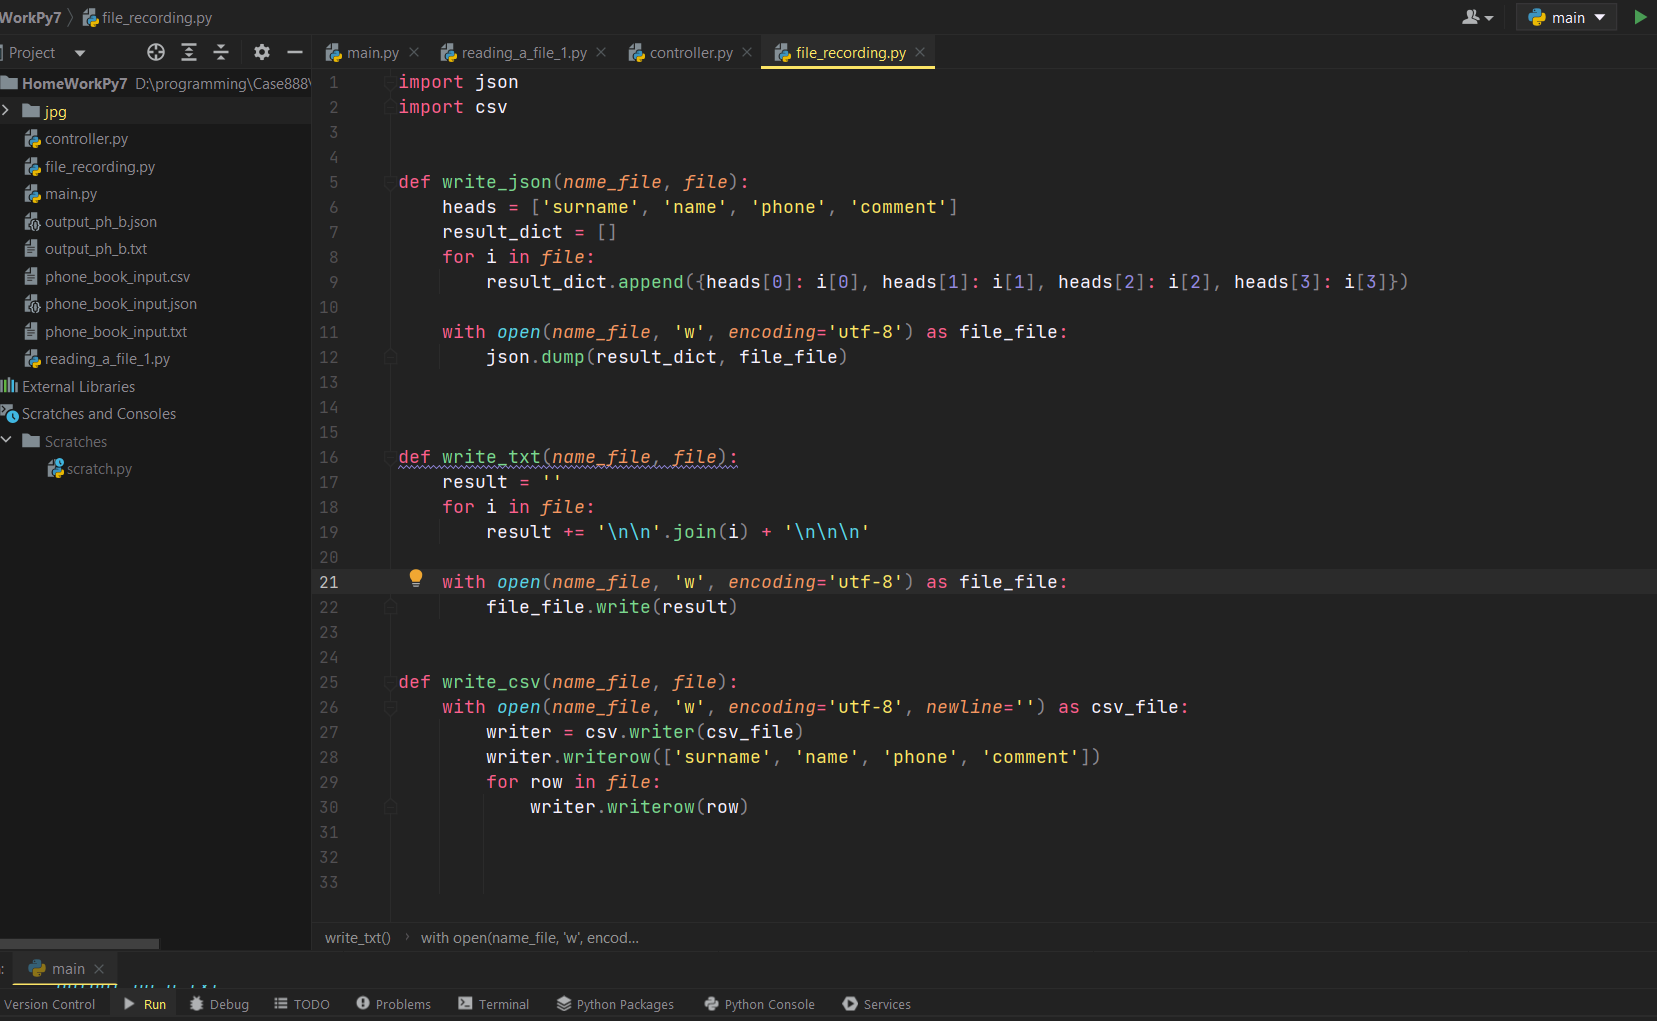 WorkPy7 file_recording.py
main
Project
main.py
reading_a_file_1.py
controller.py
file_recording.py
HomeWorkPy7 D:\programming\Case888\
jpg
controller.py
file_recording.py
main.py
output_ph_b.json
output_ph_b.txt
phone_book_input.csv
phone_book_input.json
phone_book_input.txt
reading_a_file_1.py
External Libraries
Scratches and Consoles
Scratches
scratch.py
1 import json
2 import csv
3
4
5 def write_json(name_file, file):
6     heads = ['surname', 'name', 'phone', 'comment']
7     result_dict = []
8     for i in file:
9         result_dict.append({heads[0]: i[0], heads[1]: i[1], heads[2]: i[2], heads[3]: i[3]})
10
11     with open(name_file, 'w', encoding='utf-8') as file_file:
12         json.dump(result_dict, file_file)
13
14
15
16 def write_txt(name_file, file):
17     result = ''
18     for i in file:
19         result += '\n\n'.join(i) + '\n\n\n'
20
21     with open(name_file, 'w', encoding='utf-8') as file_file:
22         file_file.write(result)
23
24
25 def write_csv(name_file, file):
26     with open(name_file, 'w', encoding='utf-8', newline='') as csv_file:
27         writer = csv.writer(csv_file)
28         writer.writerow(['surname', 'name', 'phone', 'comment'])
29         for row in file:
30             writer.writerow(row)
31
32
33
write_txt() › with open(name_file, 'w', encod...
main
Version Control Run Debug TODO Problems Terminal Python Packages Python Console Services